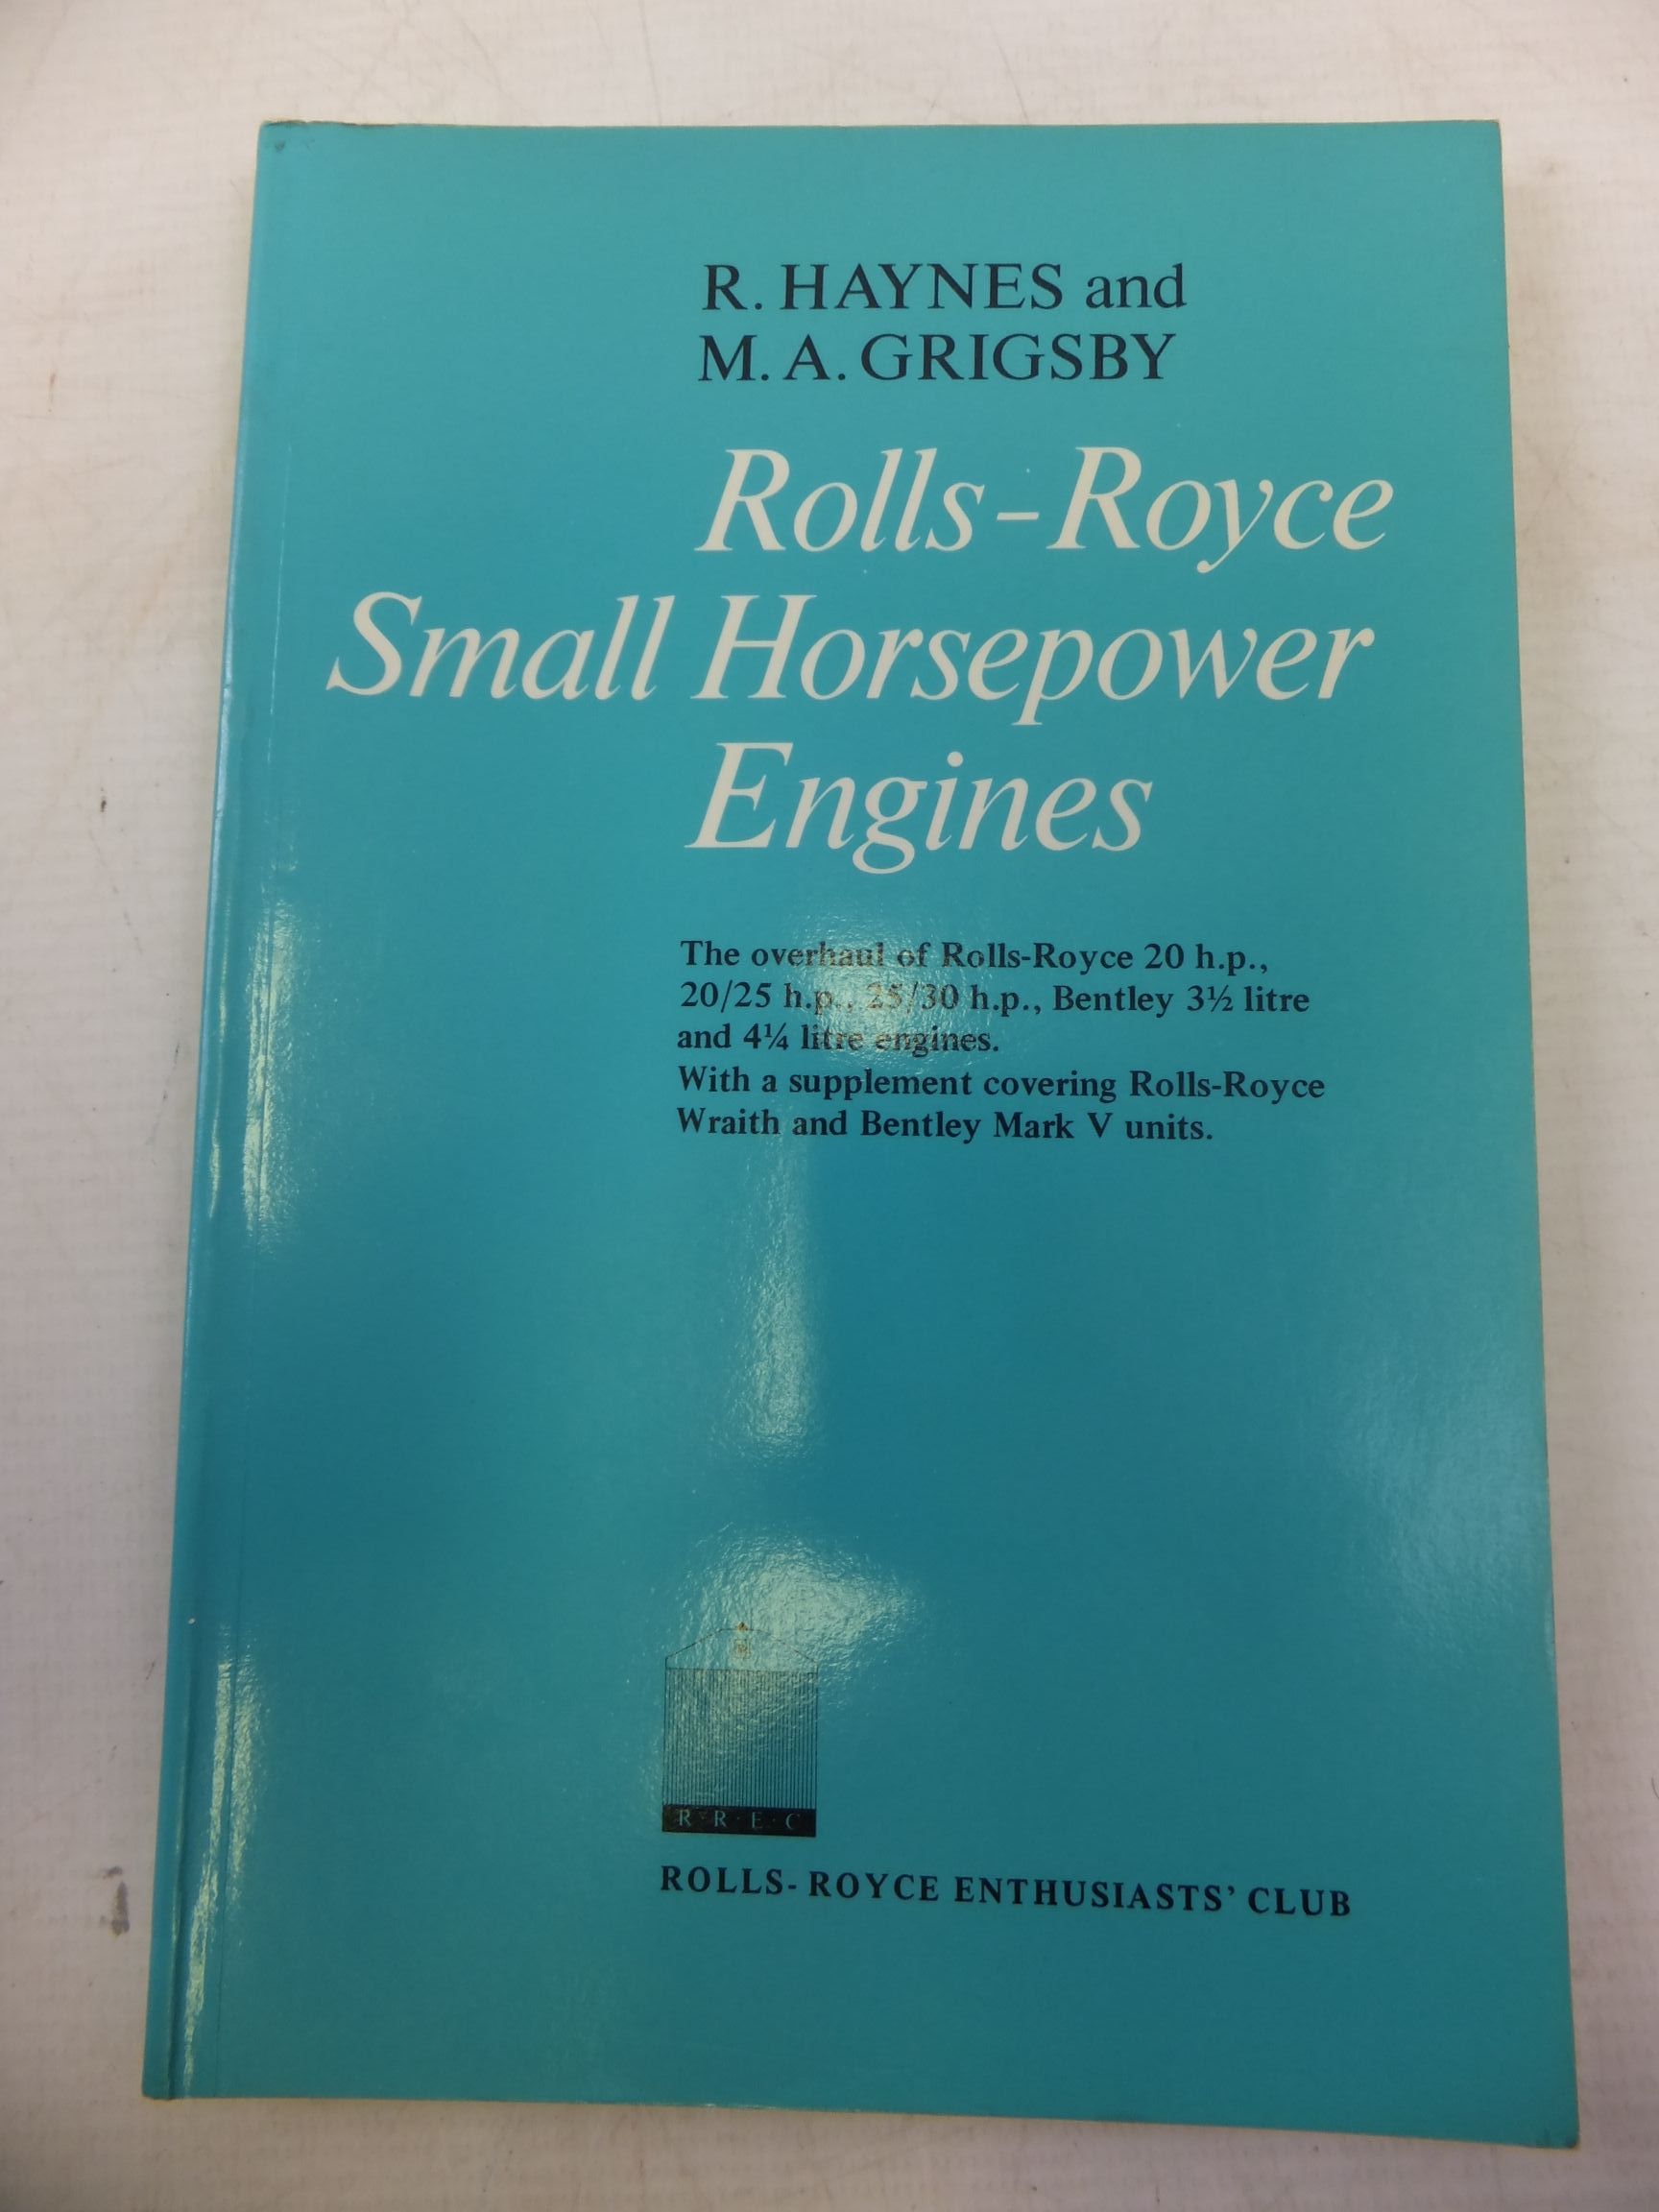 R. HAYNES and
M. A. GRIGSBY
Rolls-Royce
Small Horsepower
Engines
The overhaul of Rolls-Royce 20 h.p.,
20/25 h.p., 25/30 h.p., Bentley 3½ litre
and 4¼ litre engines.
With a supplement covering Rolls-Royce
Wraith and Bentley Mark V units.
R·R·E·C
ROLLS-ROYCE ENTHUSIASTS' CLUB